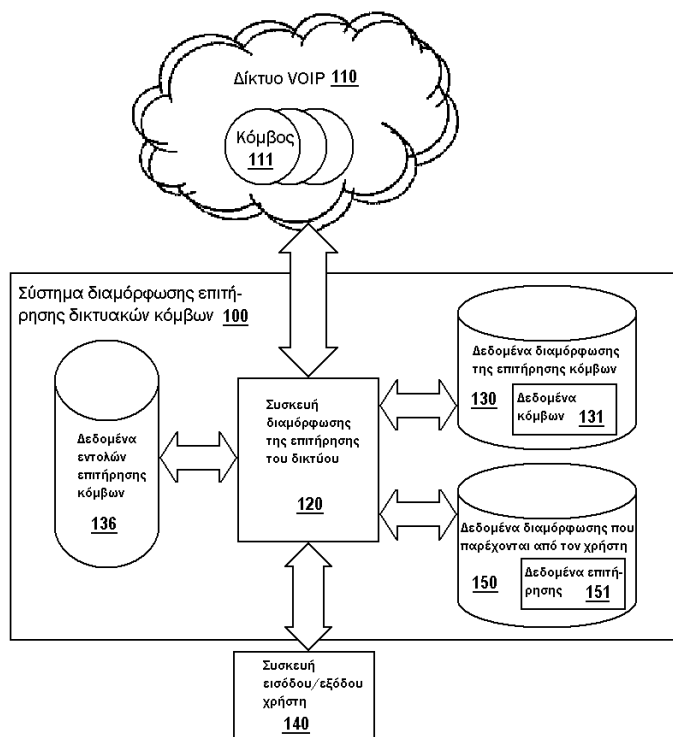 Δίκτυο VOIP 110
Κόμβος
111
Σύστημα διαμόρφωσης επιτή-
ρησης δικτυακών κόμβων 100
Δεδομένα διαμόρφωσης
της επιτήρησης κόμβων
130
Δεδομένα
κόμβων 131
Συσκευή
διαμόρφωσης
της επιτήρησης
του δικτύου
120
Δεδομένα
εντολών
επιτήρησης
κόμβων
136
Δεδομένα διαμόρφωσης που
παρέχονται από τον χρήστη
150
Δεδομένα επιτή-
ρησης 151
Συσκευή
εισόδου/εξόδου
χρήστη
140